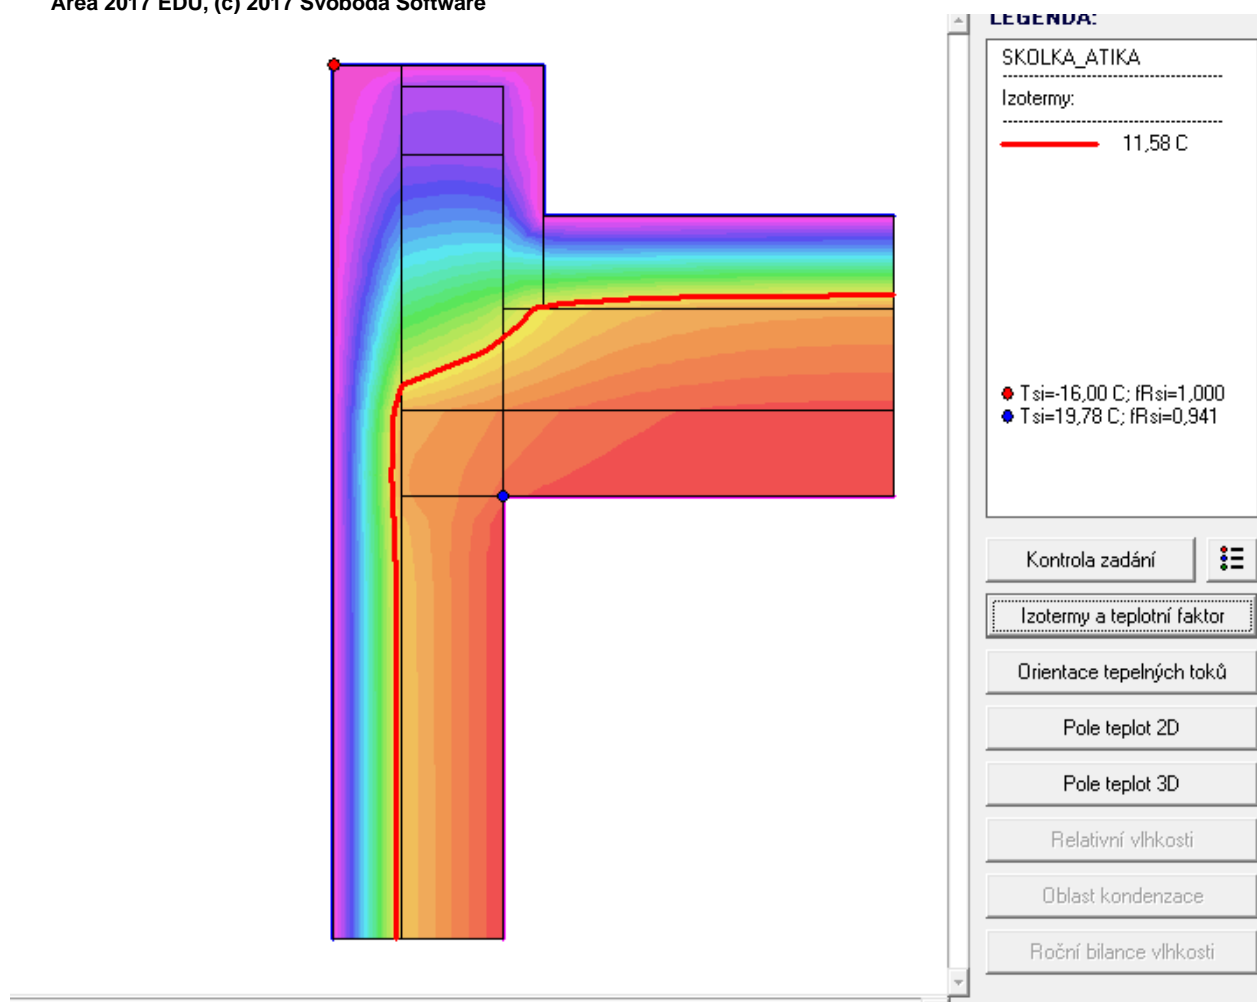 Area 2017 EDU, (c) 2017 Svoboda Software
LEGENDA:
SKOLKA_ATIKA
Izotermy:
11,58 C
Tsi=-16,00 C; fRsi=1,000
Tsi=19,78 C; fRsi=0,941
Kontrola zadání
Izotermy a teplotní faktor
Orientace tepelných toků
Pole teplot 2D
Pole teplot 3D
Relativní vlhkosti
Oblast kondenzace
Roční bilance vlhkosti